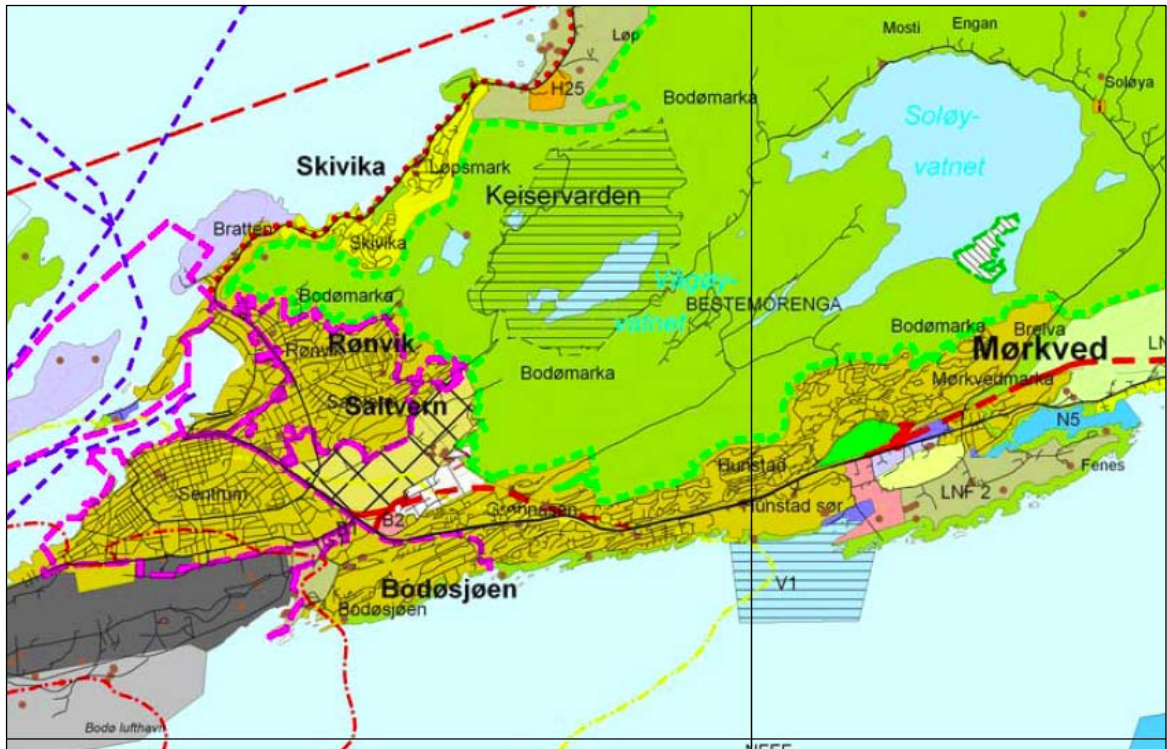 Løp
H25
Mosti
Engan
Soløya
Bodømarka
Soløy-
vatnet
Skivika
Løpsmark
Keiservarden
Bratten
Skivika
Bodømarka
Vågøy-
vatnet
BESTEMORENGA
Bodømarka
Breiva
Mørkved
Rønvik
Rønvik
Bodømarka
Mørkvedmarka
Saltvern
N5
Hunstad
Fenes
Sentrum
LNF 2
B2
Grønnåsen
Hunstad sør
V1
Bodøsjøen
Bodøsjøen
Bodø lufthavn